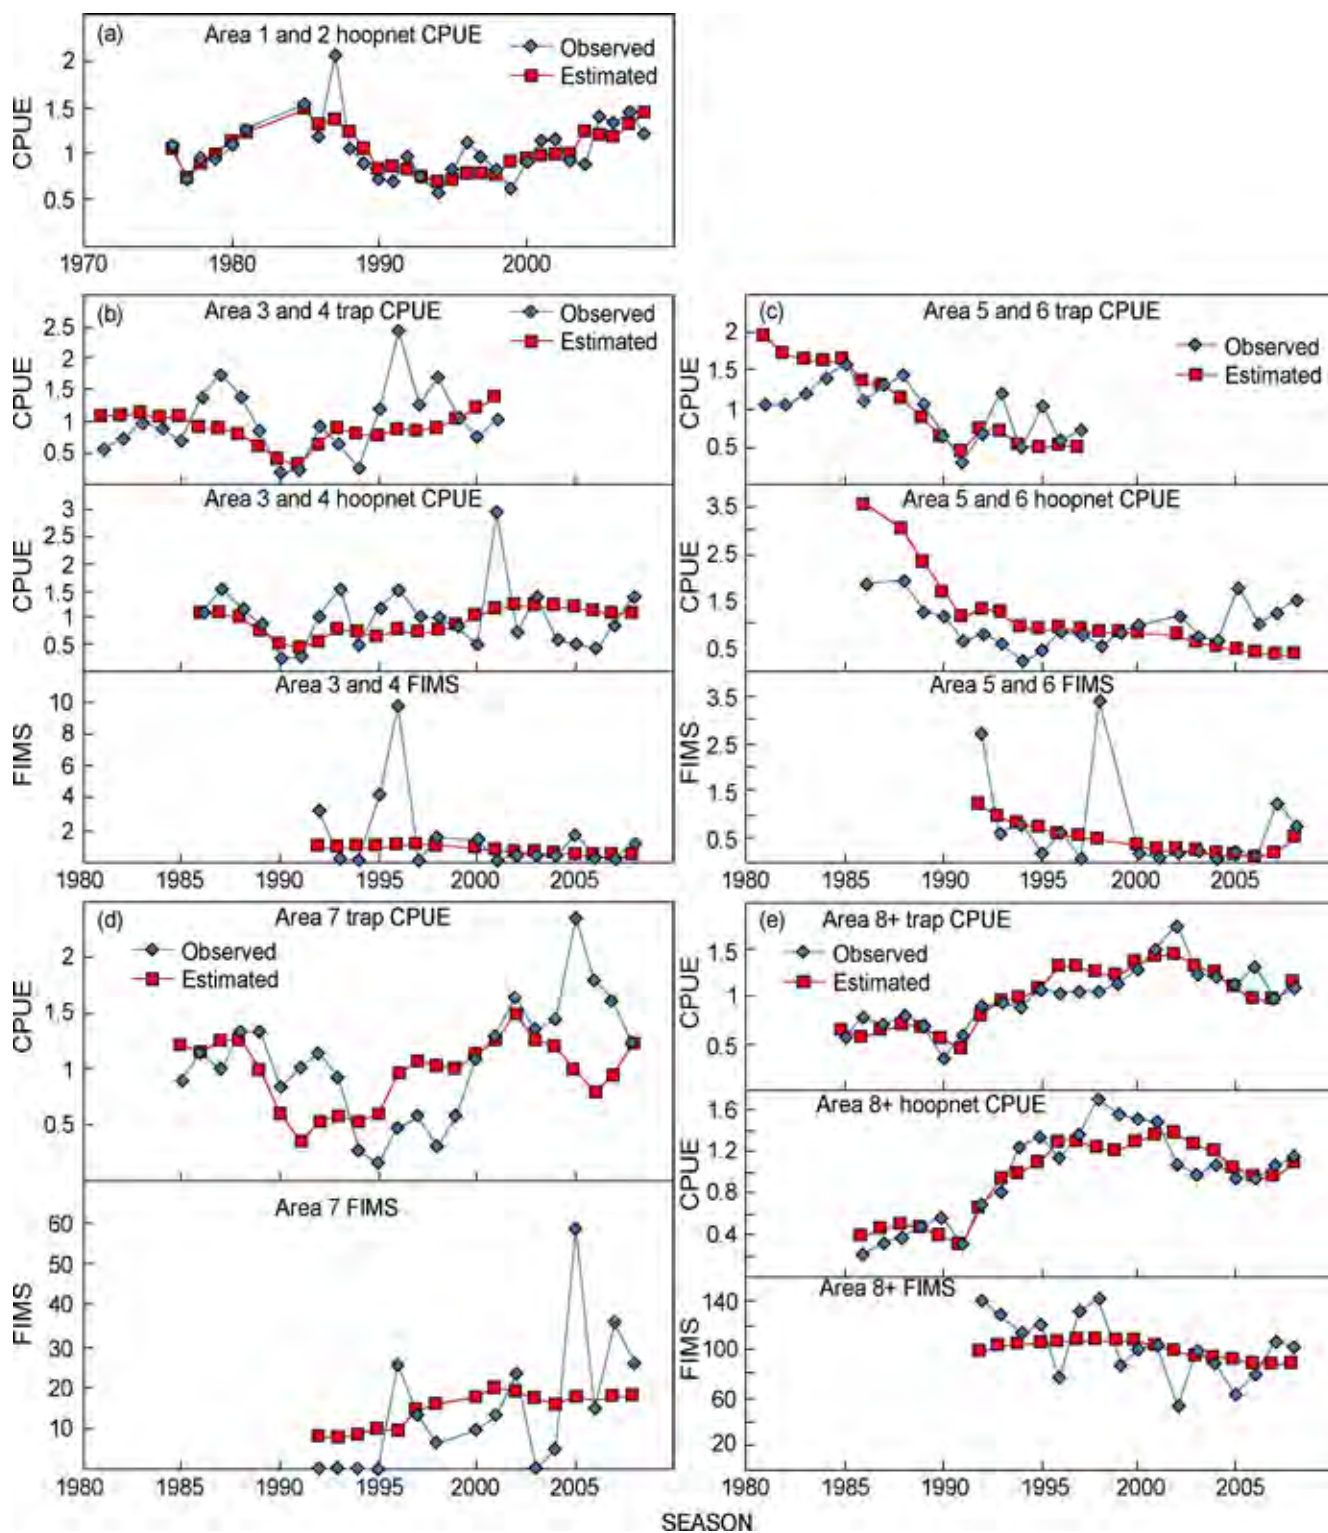 (a)
Area 1 and 2 hoopnet CPUE
Observed
Estimated
CPUE
2
1.5
1
0.5
1970
1980
1990
2000
(b)
Area 3 and 4 trap CPUE
Observed
Estimated
CPUE
2.5
2
1.5
1
0.5
Area 3 and 4 hoopnet CPUE
CPUE
3
2.5
2
1.5
1
0.5
Area 3 and 4 FIMS
FIMS
10
8
6
4
2
1980
1985
1990
1995
2000
2005
(c)
Area 5 and 6 trap CPUE
Observed
Estimated
CPUE
2
1.5
1
0.5
Area 5 and 6 hoopnet CPUE
CPUE
3.5
2.5
1.5
0.5
Area 5 and 6 FIMS
FIMS
3.5
2.5
1.5
0.5
1980
1985
1990
1995
2000
2005
(d)
Area 7 trap CPUE
Observed
Estimated
CPUE
2
1.5
1
0.5
Area 7 FIMS
FIMS
60
50
40
30
20
10
1980
1985
1990
1995
2000
2005
(e)
Area 8+ trap CPUE
Observed
Estimated
CPUE
1.5
1
0.5
Area 8+ hoopnet CPUE
CPUE
1.6
1.2
0.8
0.4
Area 8+ FIMS
FIMS
140
100
60
20
1980
1985
1990
1995
2000
2005
SEASON